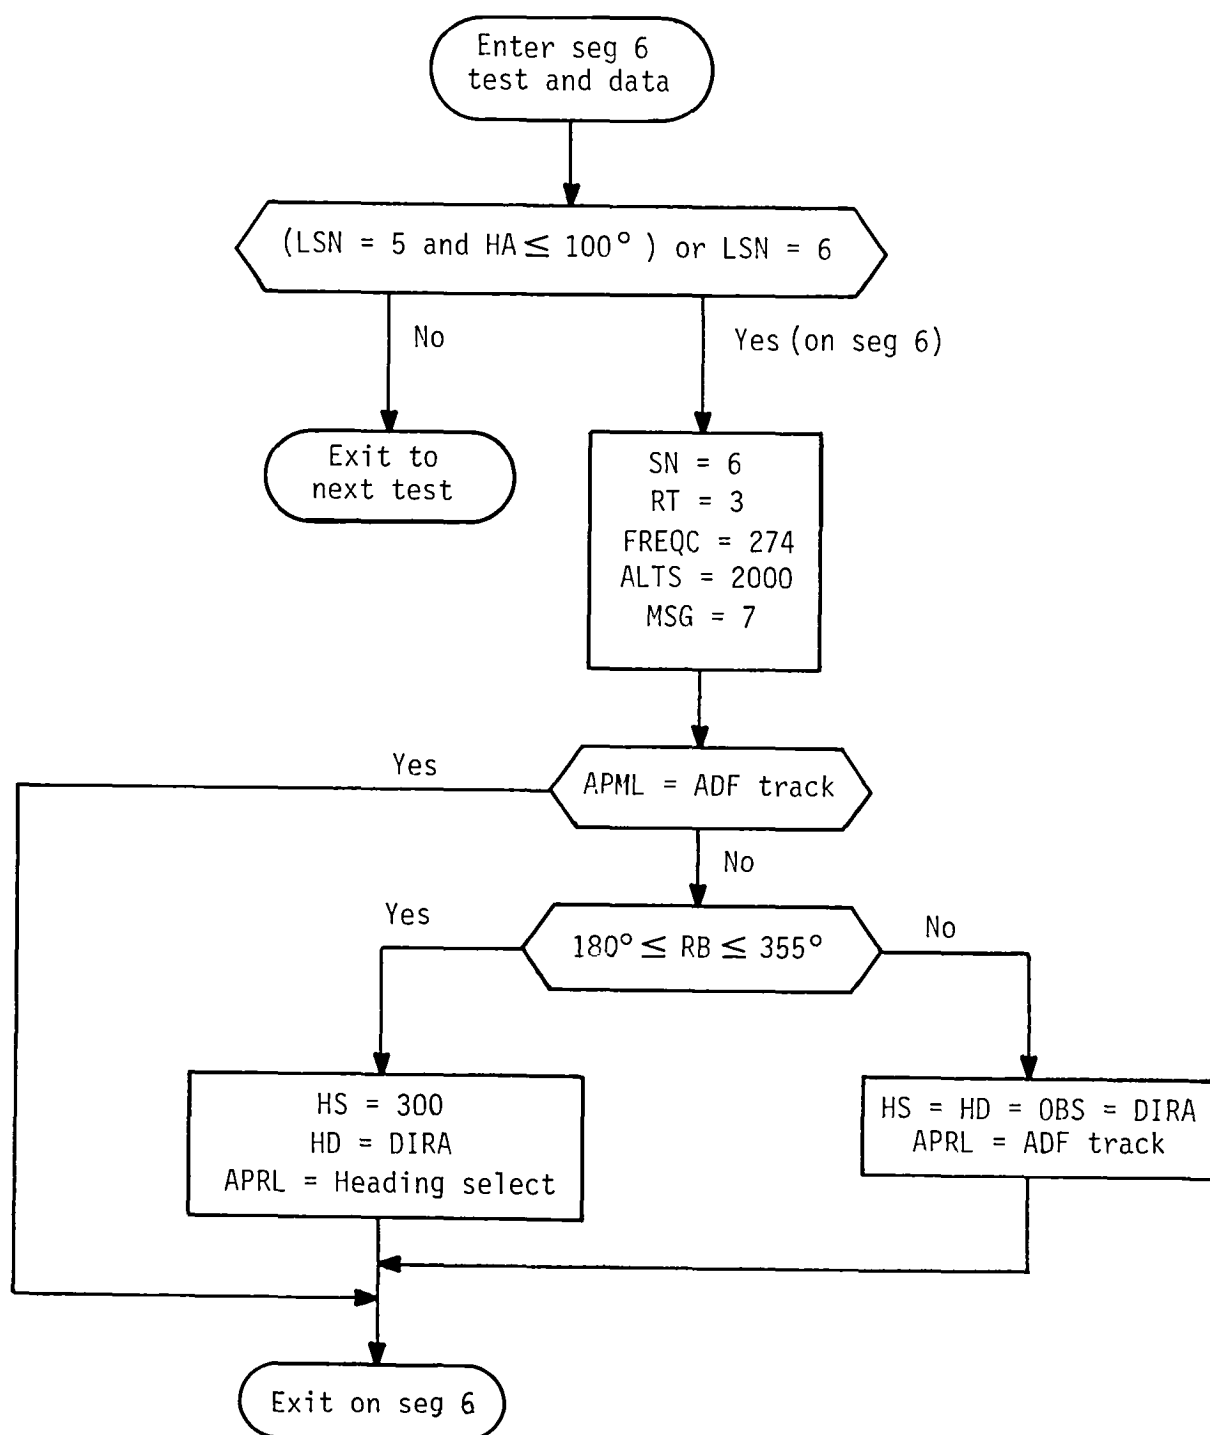 Enter seg 6
test and data
(LSN = 5 and HA ≤ 100° ) or LSN = 6
No
Yes (on seg 6)
Exit to
next test
SN = 6
RT = 3
FREQC = 274
ALTS = 2000
MSG = 7
Yes
APML = ADF track
No
Yes
180° ≤ RB ≤ 355°
No
HS = 300
HD = DIRA
APRL = Heading select
HS = HD = OBS = DIRA
APRL = ADF track
Exit on seg 6